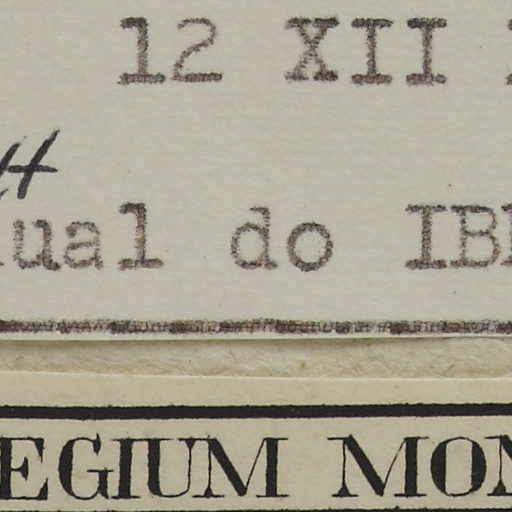 12 XII
H
ual do IB
EGIUM MON